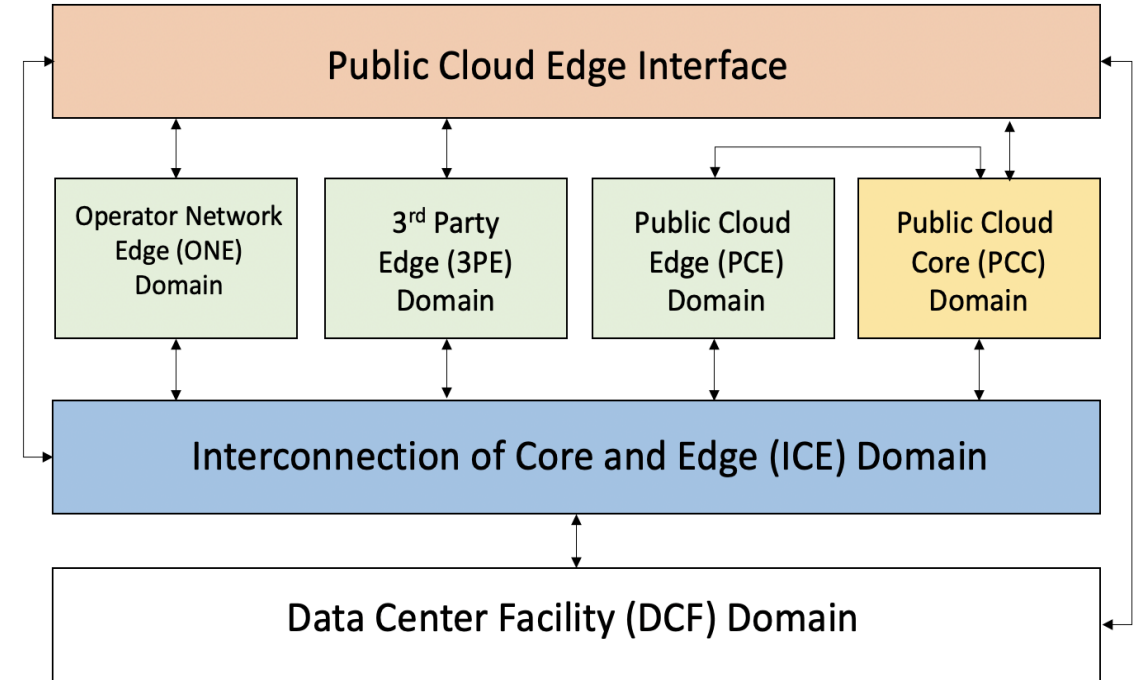 Public Cloud Edge Interface
Operator Network
Edge (ONE)
Domain
3rd Party
Edge (3PE)
Domain
Public Cloud
Edge (PCE)
Domain
Public Cloud
Core (PCC)
Domain
Interconnection of Core and Edge (ICE) Domain
Data Center Facility (DCF) Domain